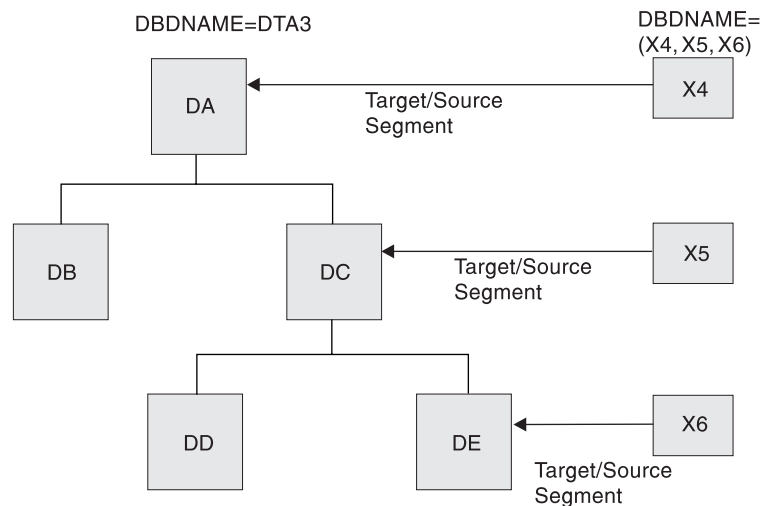 DBDNAME=DTA3
DBDNAME=
(X4, X5, X6)
DA
Target/Source
Segment
X4
DB
DC
Target/Source
Segment
X5
DD
DE
X6
Target/Source
Segment